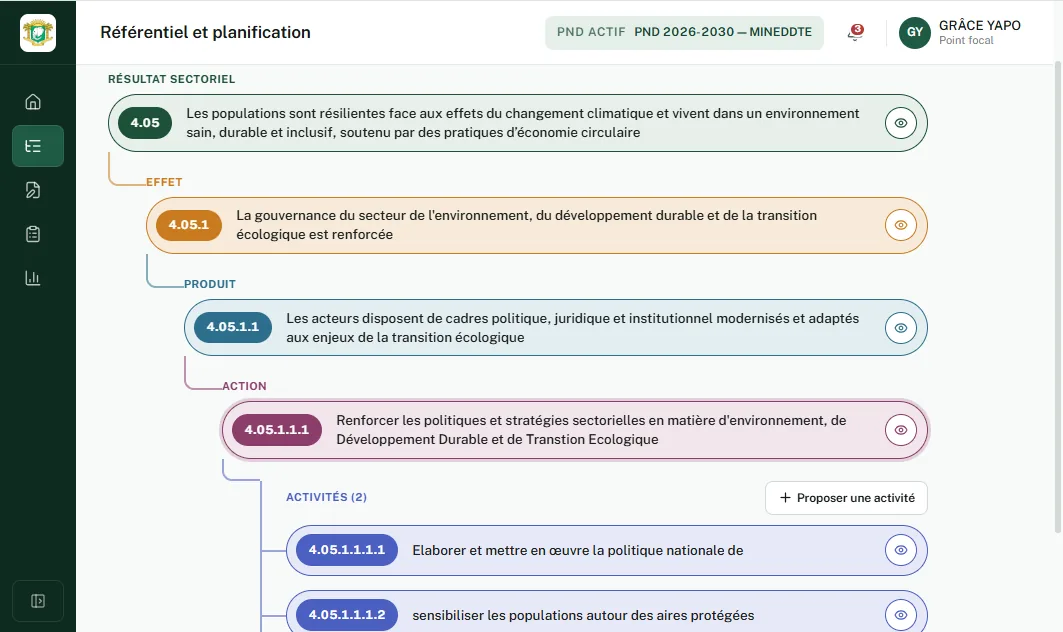 Référentiel et planification
PND ACTIF PND 2026-2030 — MINEDDTE
3
GY
GRÂCE YAPO
Point focal
RÉSULTAT SECTORIEL
4.05
Les populations sont résilientes face aux effets du changement climatique et vivent dans un environnement
sain, durable et inclusif, soutenu par des pratiques d'économie circulaire
EFFET
4.05.1
La gouvernance du secteur de l'environnement, du développement durable et de la transition
écologique est renforcée
PRODUIT
4.05.1.1
Les acteurs disposent de cadres politique, juridique et institutionnel modernisés et adaptés
aux enjeux de la transition écologique
ACTION
4.05.1.1.1
Renforcer les politiques et stratégies sectorielles en matière d'environnement, de
Développement Durable et de Transtion Ecologique
ACTIVITÉS (2)
+ Proposer une activité
4.05.1.1.1.1
Elaborer et mettre en œuvre la politique nationale de
4.05.1.1.1.2
sensibiliser les populations autour des aires protégées